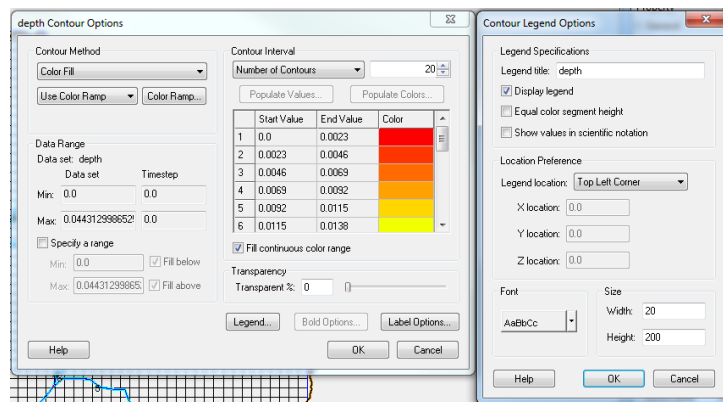 depth Contour Options
Contour Method
Color Fill
Use Color Ramp
Color Ramp...
Data Range
Data set: depth
Data set Timestep
Min: 0.0 0.0
Max: 0.0443129986525 0.0
Specify a range
Min: 0.0 Fill below
Max: 0.04431299865 Fill above
Contour Interval
Number of Contours 20
Populate Values... Populate Colors...
Start Value End Value Color
1 0.0 0.0023
2 0.0023 0.0046
3 0.0046 0.0069
4 0.0069 0.0092
5 0.0092 0.0115
6 0.0115 0.0138
Fill continuous color range
Transparency
Transparent %: 0
Legend... Bold Options... Label Options...
Help OK Cancel
Contour Legend Options
Legend Specifications
Legend title: depth
Display legend
Equal color segment height
Show values in scientific notation
Location Preference
Legend location: Top Left Corner
X location: 0.0
Y location: 0.0
Z location: 0.0
Font
AaBbCc
Size
Width: 20
Height: 200
Help OK Cancel